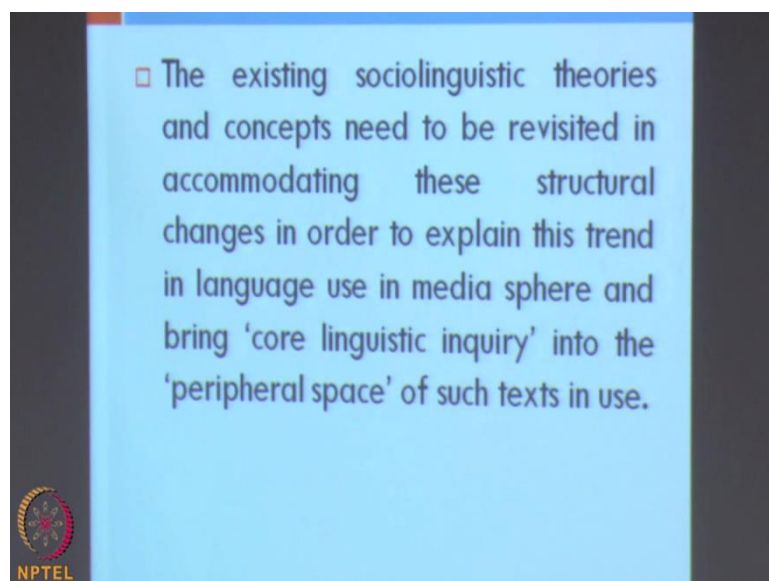 The existing sociolinguistic theories
and concepts need to be revisited in
accommodating these structural
changes in order to explain this trend
in language use in media sphere and
bring ‘core linguistic inquiry’ into the
‘peripheral space’ of such texts in use.
NPTEL